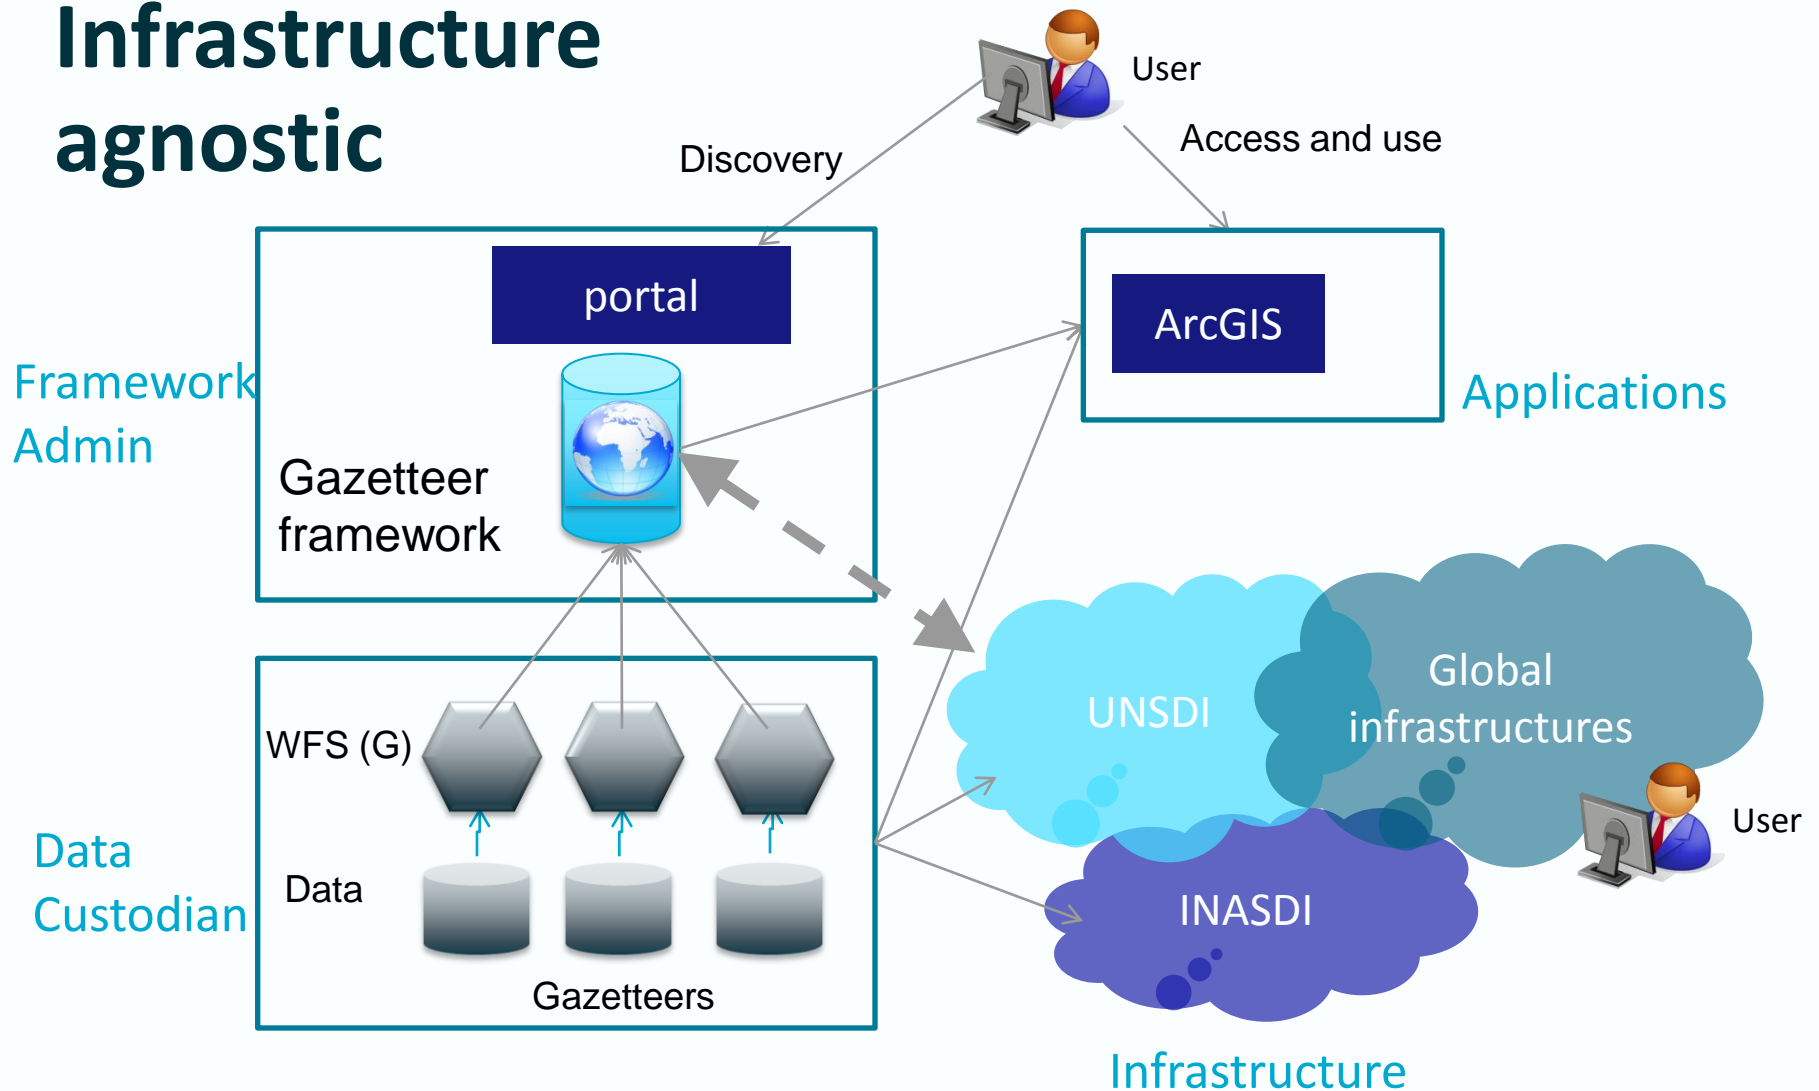 Infrastructure
agnostic
User
Discovery
Access and use
portal
ArcGIS
Framework
Admin
Applications
Gazetteer
framework
Global
infrastructures
UNSDI
WFS (G)
User
Data
Custodian
Data
INASDI
Gazetteers
Infrastructure